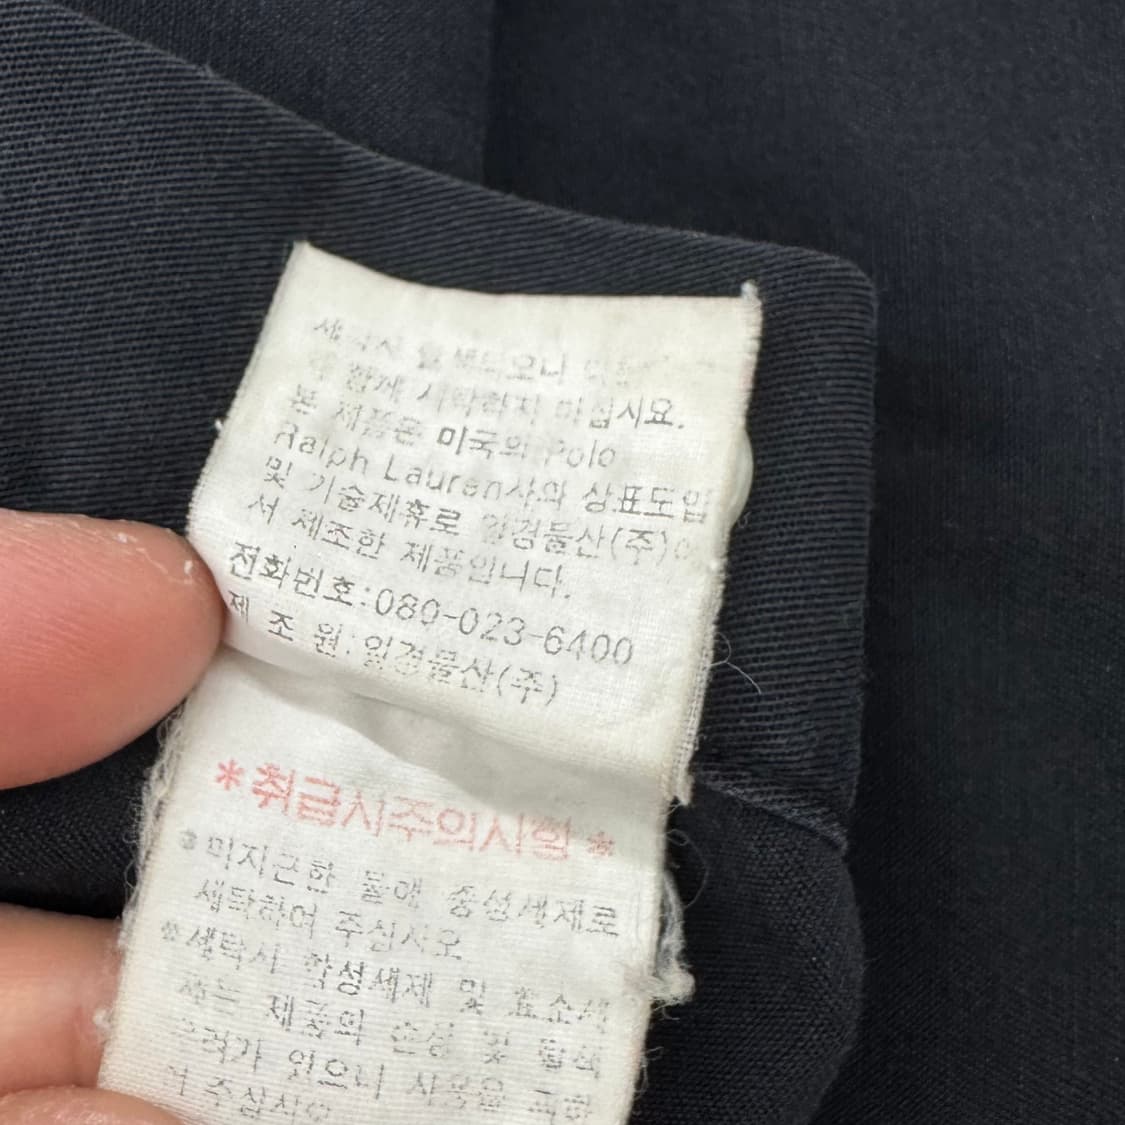 함께 세탁하지 마십시요.
본 제품은 미국의 Polo
Ralph Lauren사와 상표도입
및 기술제휴로 일경물산(주)에
서 제조한 제품입니다.
전화번호:080-023-6400
제 조 원:일경물산(주)
*취급시주의사항*
*미지근한 물에 중성세제로
세탁하여 주십시오
*세탁시 합성세제 및 효소세
제는 제품의 손상 및 탈색
우려가 있으니 사용을 피하
여 주십시오